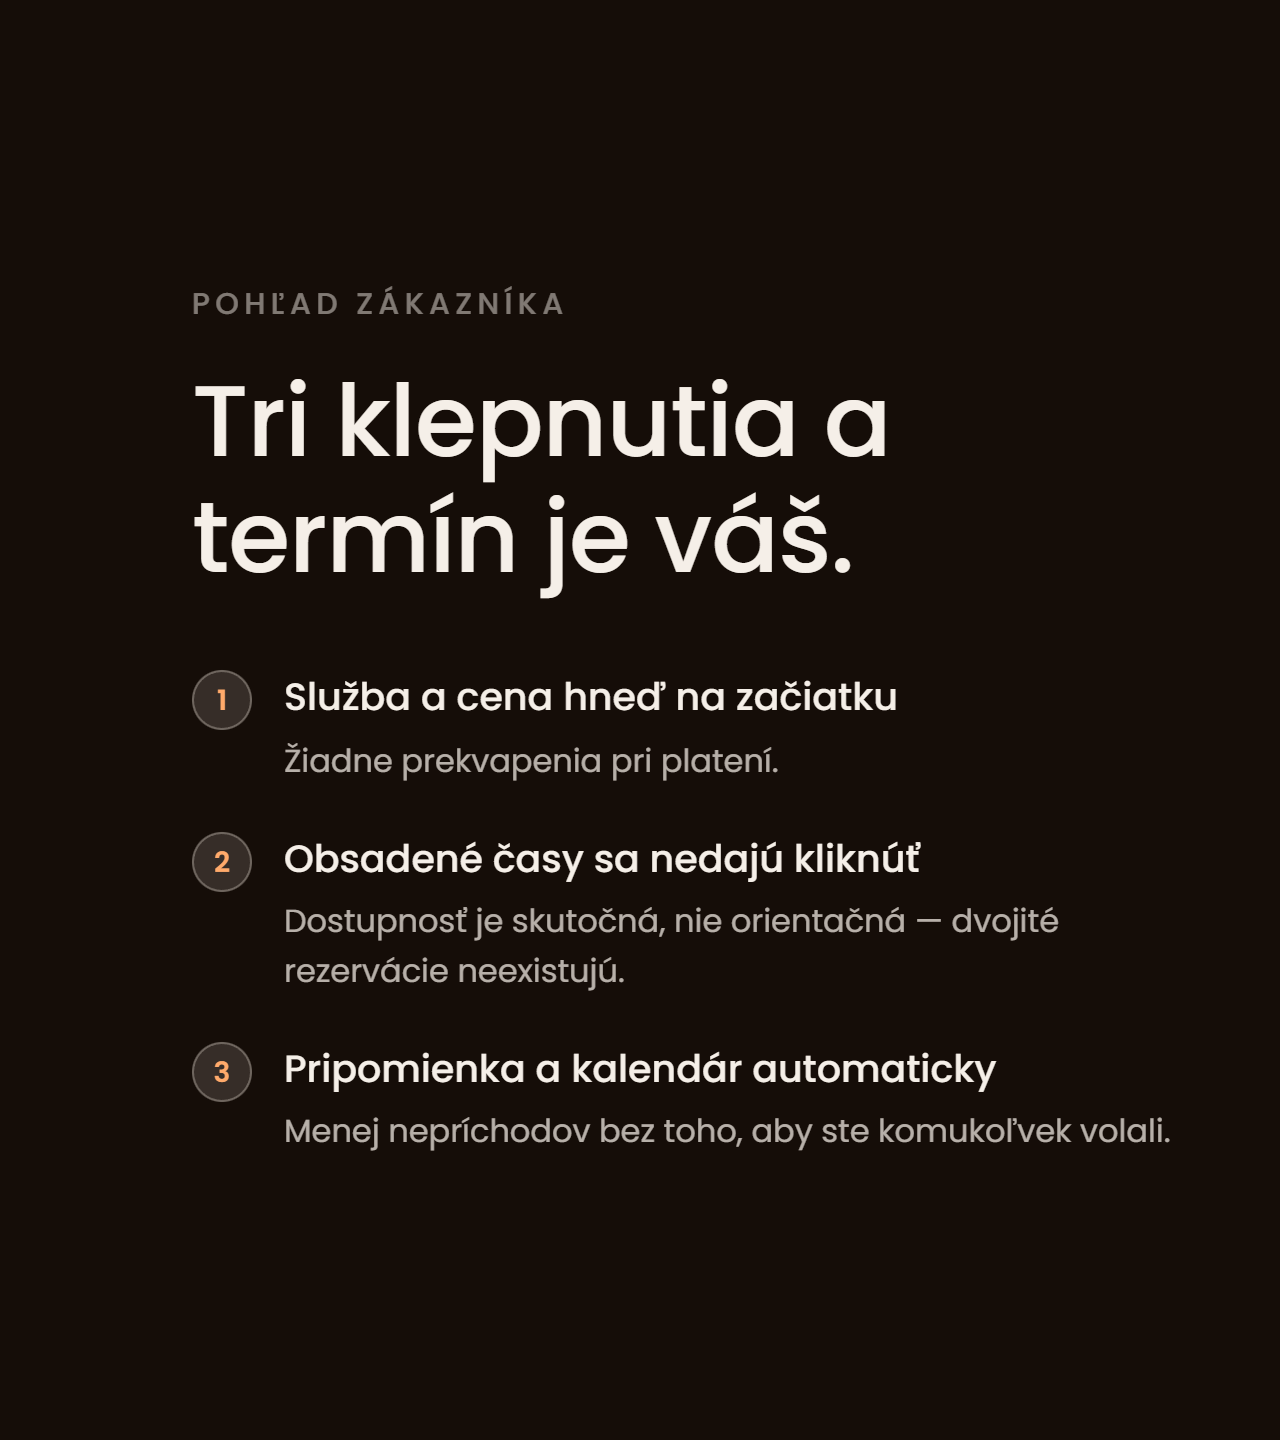 POHĽAD ZÁKAZNÍKA
Tri klepnutia a
termín je váš.
1 Služba a cena hneď na začiatku
Žiadne prekvapenia pri platení.
2 Obsadené časy sa nedajú kliknúť
Dostupnosť je skutočná, nie orientačná — dvojité
rezervácie neexistujú.
3 Pripomienka a kalendár automaticky
Menej nepríchodov bez toho, aby ste komukoľvek volali.